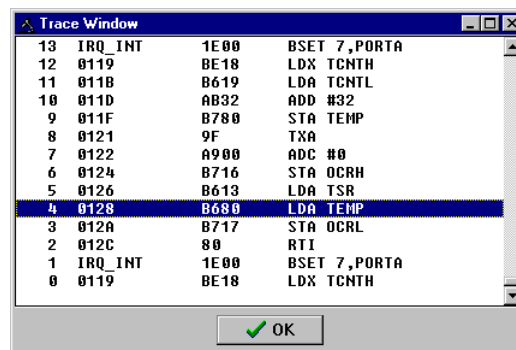 Trace Window
13 IRQ_INT 1E00 BSET 7,PORTA
12 0119 BE18 LDX TCNTH
11 011B B619 LDA TCNTL
10 011D AB32 ADD #32
9 011F B780 STA TEMP
8 0121 9F TXA
7 0122 A900 ADC #0
6 0124 B716 STA OCRH
5 0126 B613 LDA TSR
4 0128 B680 LDA TEMP
3 012A B717 STA OCRL
2 012C 80 RTI
1 IRQ_INT 1E00 BSET 7,PORTA
0 0119 BE18 LDX TCNTH
OK